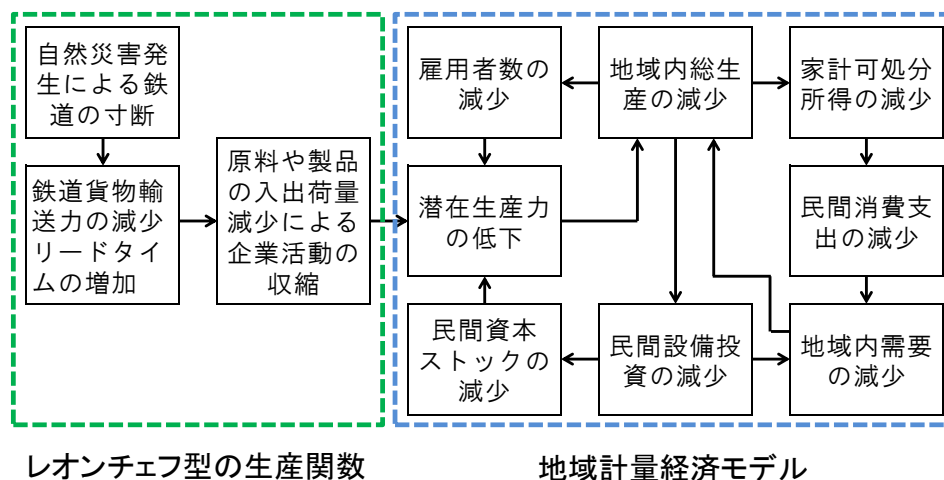 自然災害発
生による鉄
道の寸断
鉄道貨物輸
送力の減少
リードタイ
ムの増加
原料や製品
の入出荷量
減少による
企業活動の
収縮
雇用者数の
減少
地域内総生
産の減少
家計可処分
所得の減少
潜在生産力
の低下
民間消費支
出の減少
民間資本
ストックの
減少
民間設備投
資の減少
地域内需要
の減少
レオンチェフ型の生産関数
地域計量経済モデル